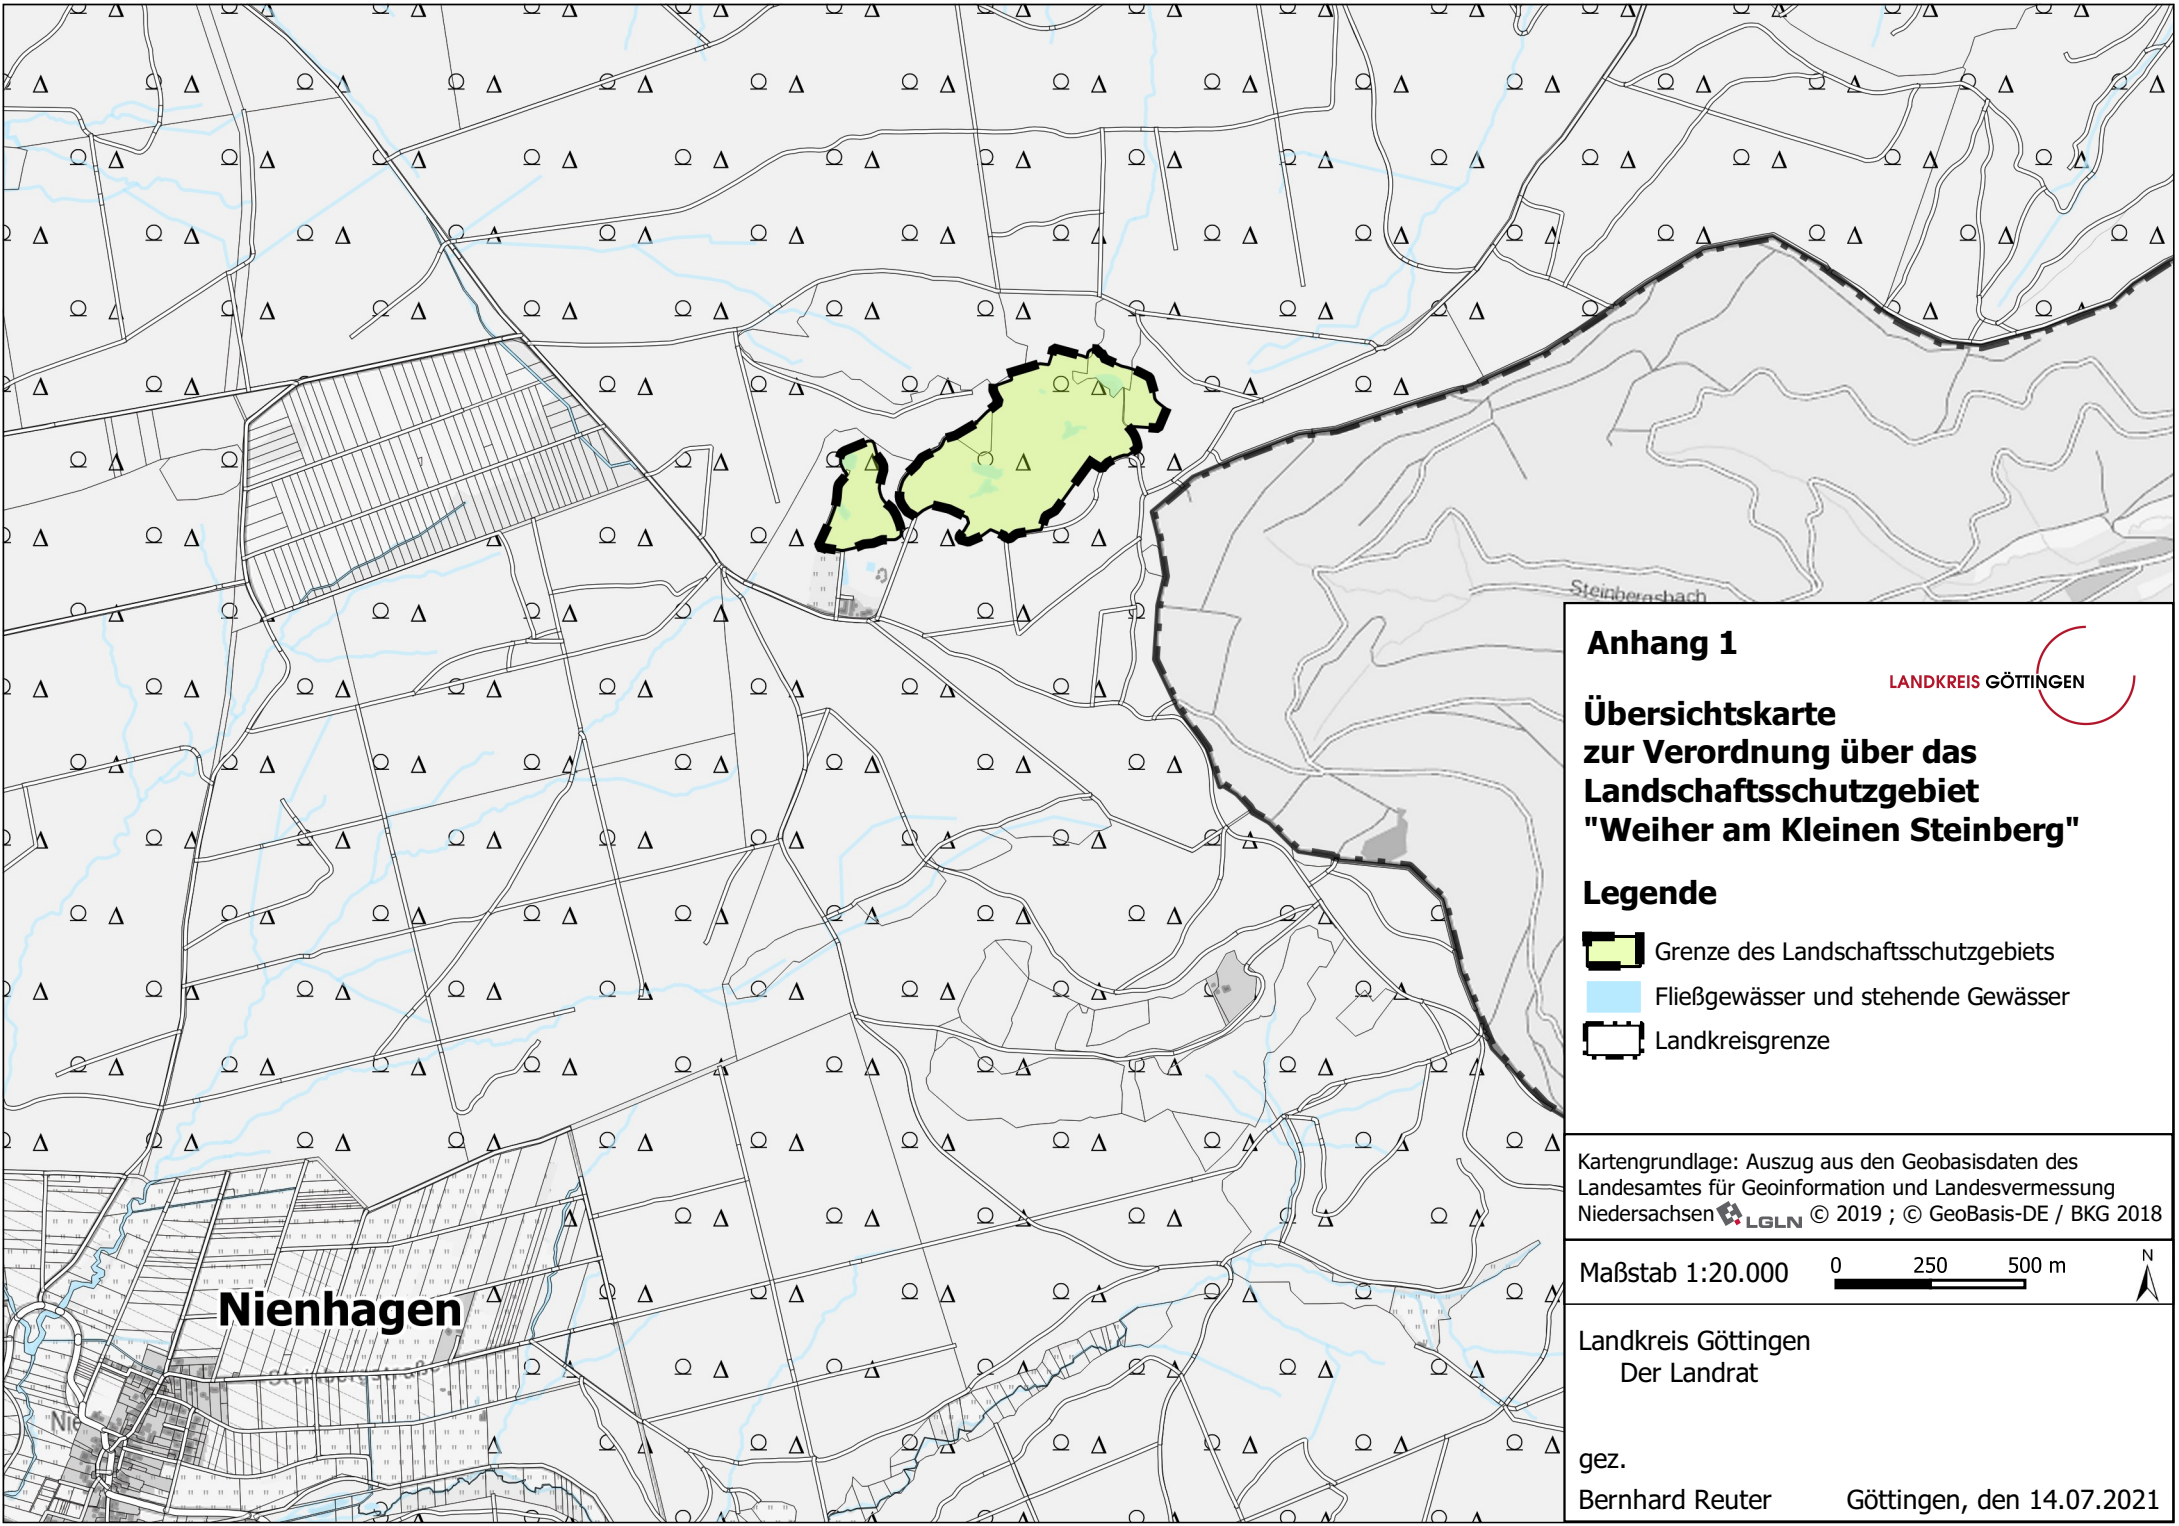 Steinbergsbach
Anhang 1
LANDKREIS GÖTTINGEN
Übersichtskarte
zur Verordnung über das
Landschaftsschutzgebiet
"Weiher am Kleinen Steinberg"
Legende
Grenze des Landschaftsschutzgebiets
Fließgewässer und stehende Gewässer
Landkreisgrenze
Kartengrundlage: Auszug aus den Geobasisdaten des
Landesamtes für Geoinformation und Landesvermessung
Niedersachsen LGLN © 2019 ; © GeoBasis-DE / BKG 2018
Maßstab 1:20.000
0 250 500 m
N
Nienhagen
Steinbergstraße
Nie
Landkreis Göttingen
Der Landrat
gez.
Bernhard Reuter Göttingen, den 14.07.2021